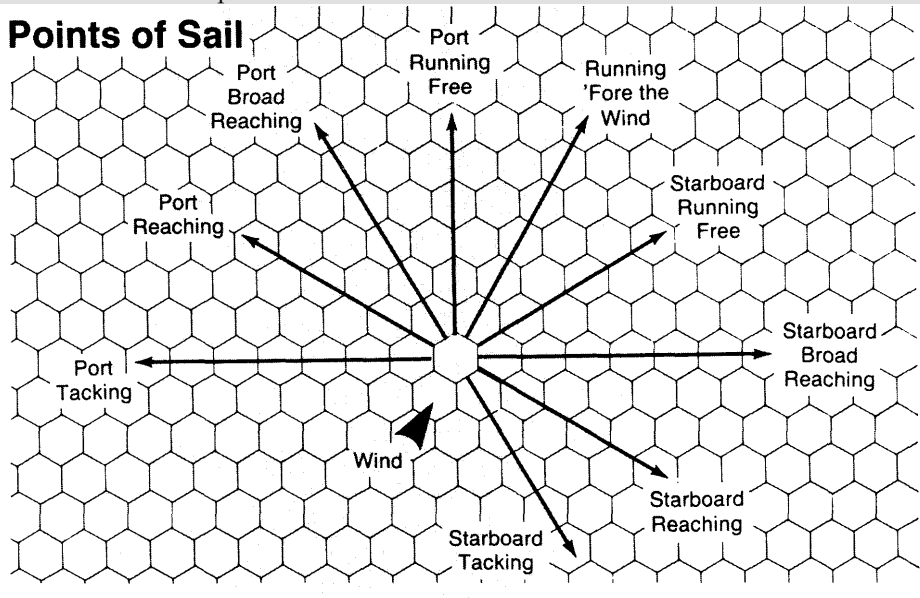 Points of Sail
Port
Running
Free
Port
Broad
Reaching
Running
'Fore the
Wind
Starboard
Running
Free
Port
Reaching
Starboard
Broad
Reaching
Port
Tacking
Wind
Starboard
Reaching
Starboard
Tacking